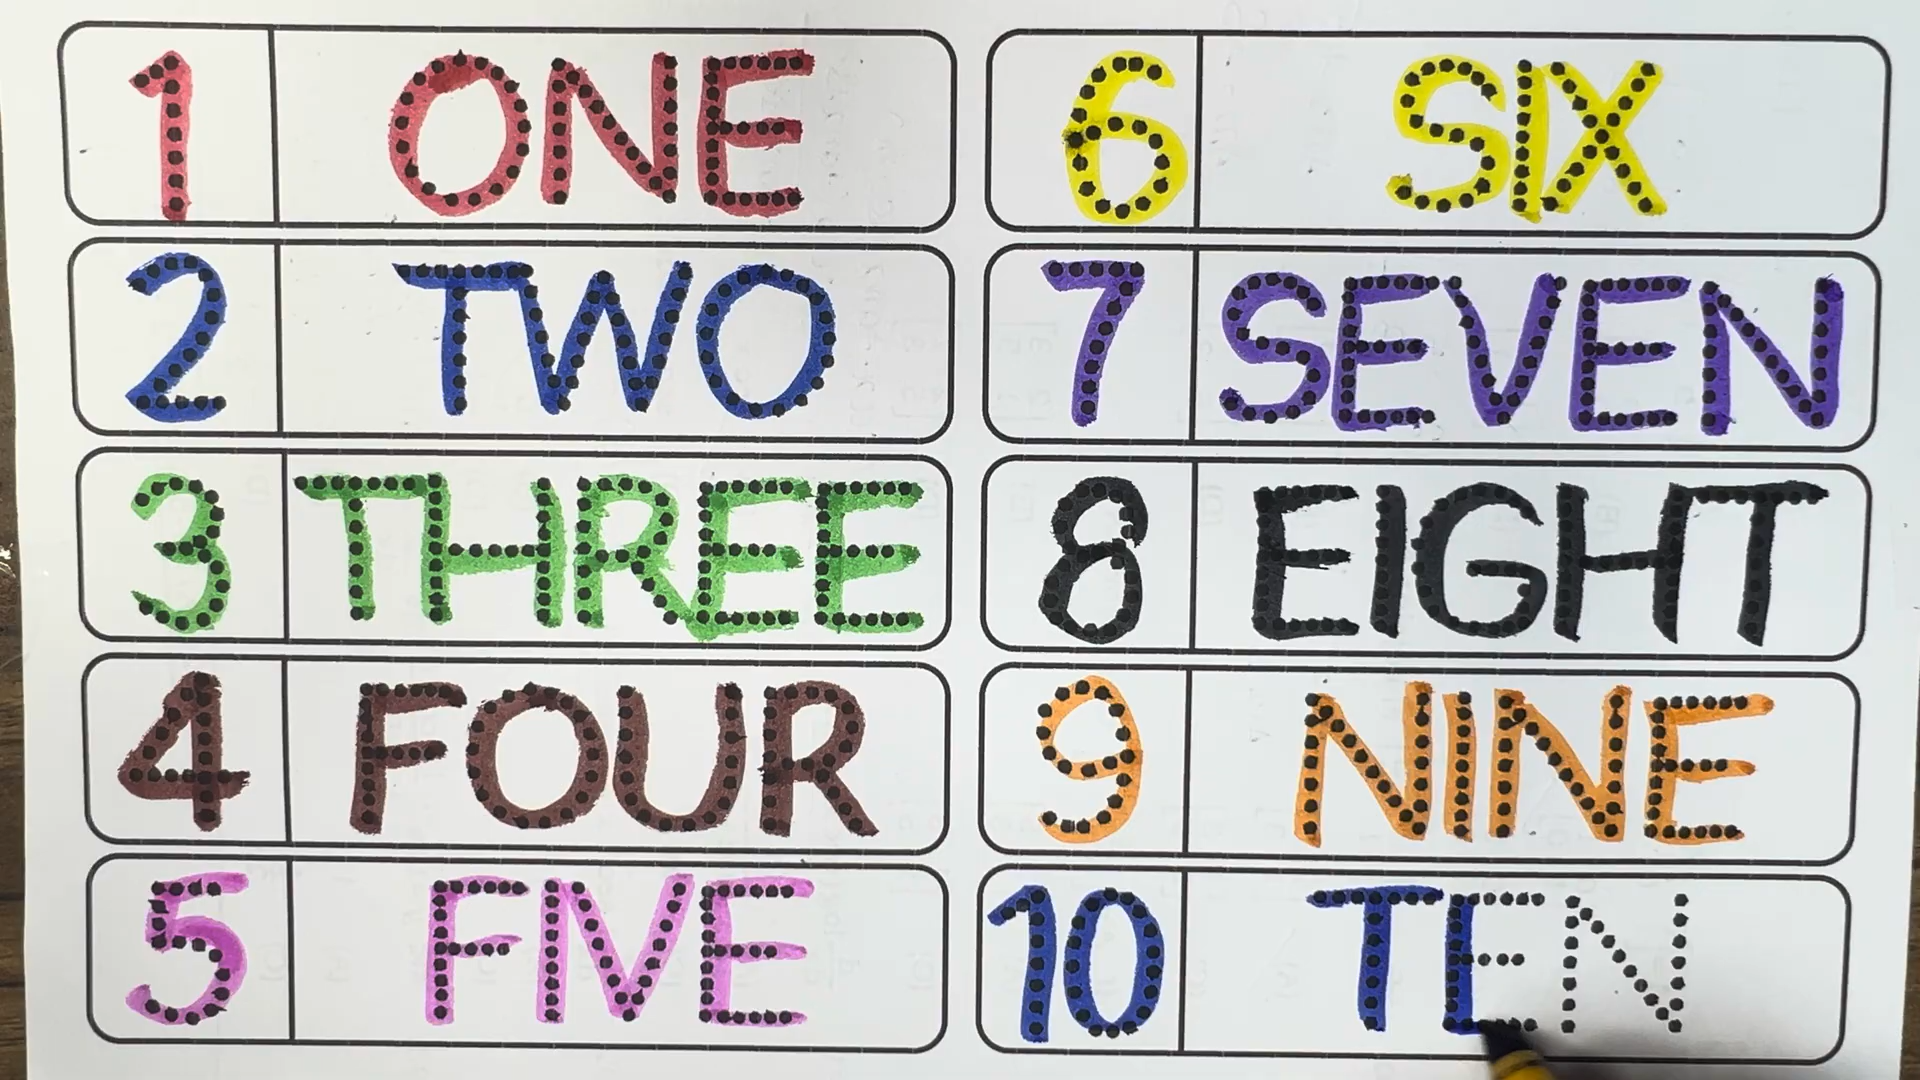 1 ONE
2 TWO
3 THREE
4 FOUR
5 FIVE
6 SIX
7 SEVEN
8 EIGHT
9 NINE
10 TEN